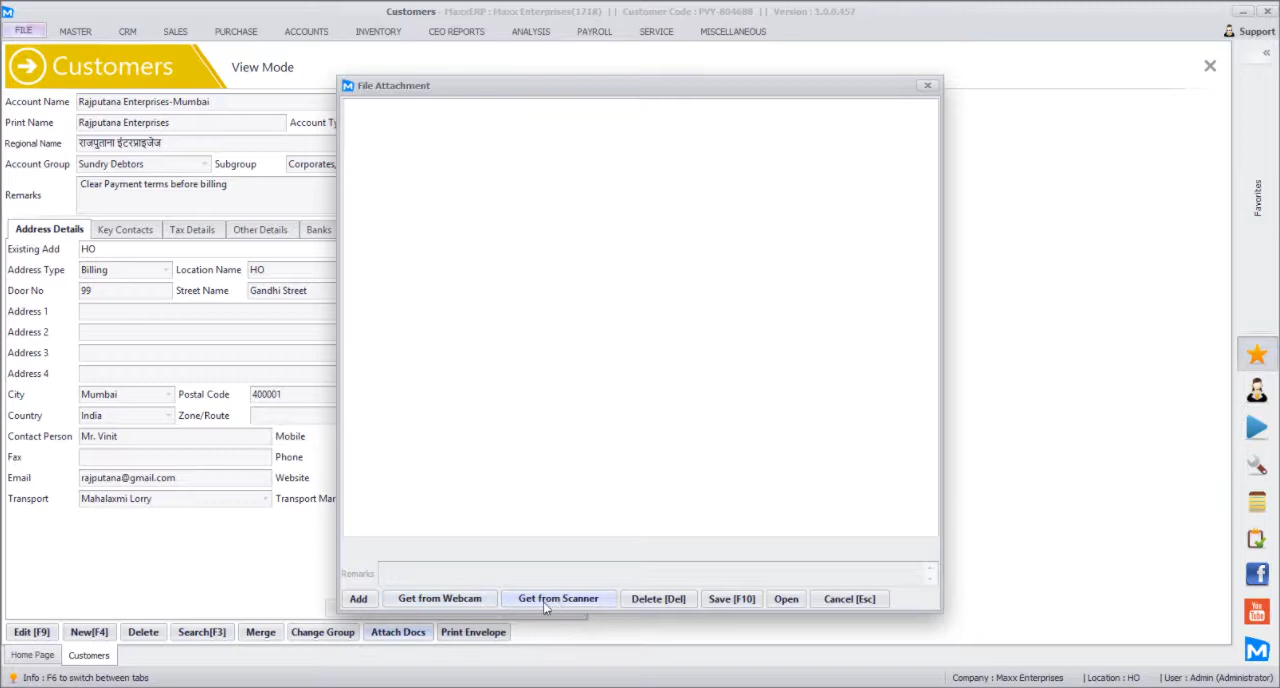 Customers - MaxxERP : Maxx Enterprises(1718) || Customer Code : PVY-804688 || Version : 3.0.0.457
FILE MASTER CRM SALES PURCHASE ACCOUNTS INVENTORY CEO REPORTS ANALYSIS PAYROLL SERVICE MISCELLANEOUS Support
Customers View Mode
File Attachment
Account Name Rajputana Enterprises-Mumbai
Print Name Rajputana Enterprises Account Ty
Regional Name राजपुताना इंटरप्राइजेज
Account Group Sundry Debtors Subgroup Corporates,
Remarks Clear Payment terms before billing
Favorites
Address Details Key Contacts Tax Details Other Details Banks
Existing Add HO
Address Type Billing Location Name HO
Door No 99 Street Name Gandhi Street
Address 1
Address 2
Address 3
Address 4
City Mumbai Postal Code 400001
Country India Zone/Route
Contact Person Mr. Vinit Mobile
Fax Phone
Email rajputana@gmail.com Website
Transport Mahalaxmi Lorry Transport Mar
Remarks
Add Get from Webcam Get from Scanner Delete [Del] Save [F10] Open Cancel [Esc]
Edit [F9] New[F4] Delete Search[F3] Merge Change Group Attach Docs Print Envelope
You Tube
Home Page Customers
Info : F6 to switch between tabs Company : Maxx Enterprises | Location : HO | User : Admin (Administrator)